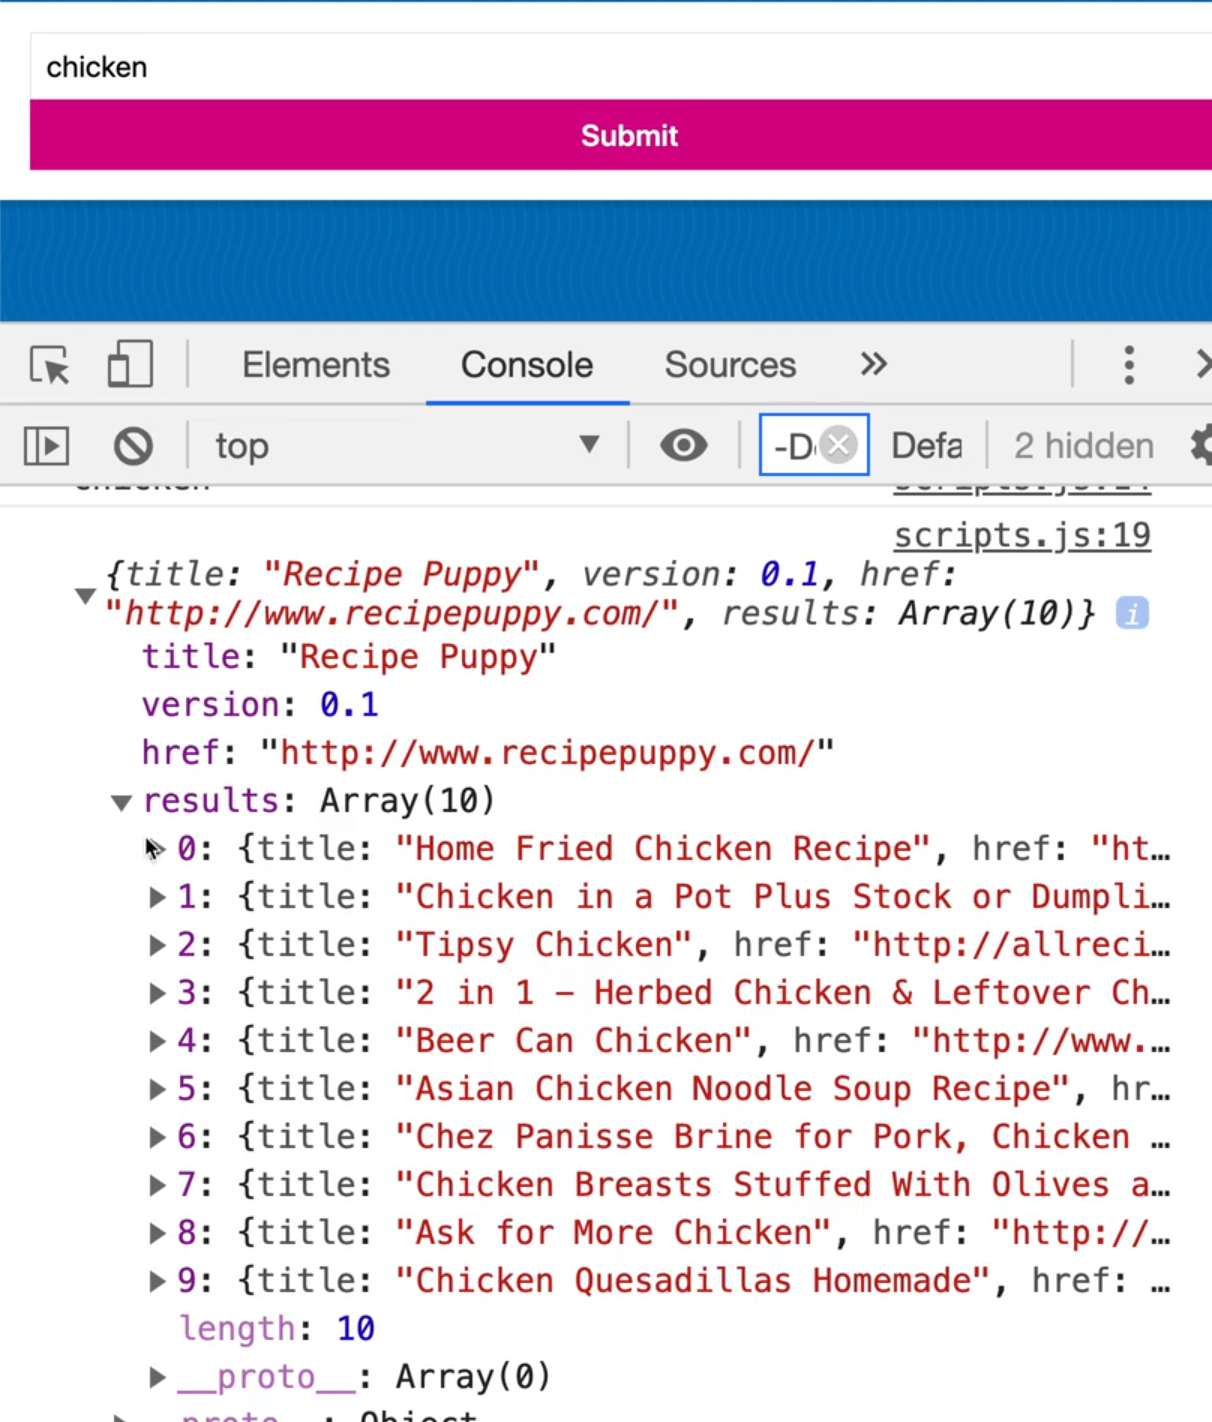 chicken
Submit
Elements Console Sources »
top ▼ -D Defa 2 hidden
chicken
scripts.js:19
{title: "Recipe Puppy", version: 0.1, href:
"http://www.recipepuppy.com/", results: Array(10)} i
title: "Recipe Puppy"
version: 0.1
href: "http://www.recipepuppy.com/"
results: Array(10)
0: {title: "Home Fried Chicken Recipe", href: "ht…
1: {title: "Chicken in a Pot Plus Stock or Dumpli…
2: {title: "Tipsy Chicken", href: "http://allreci…
3: {title: "2 in 1 – Herbed Chicken & Leftover Ch…
4: {title: "Beer Can Chicken", href: "http://www.…
5: {title: "Asian Chicken Noodle Soup Recipe", hr…
6: {title: "Chez Panisse Brine for Pork, Chicken …
7: {title: "Chicken Breasts Stuffed With Olives a…
8: {title: "Ask for More Chicken", href: "http://…
9: {title: "Chicken Quesadillas Homemade", href: …
length: 10
__proto__: Array(0)
__proto__: Object